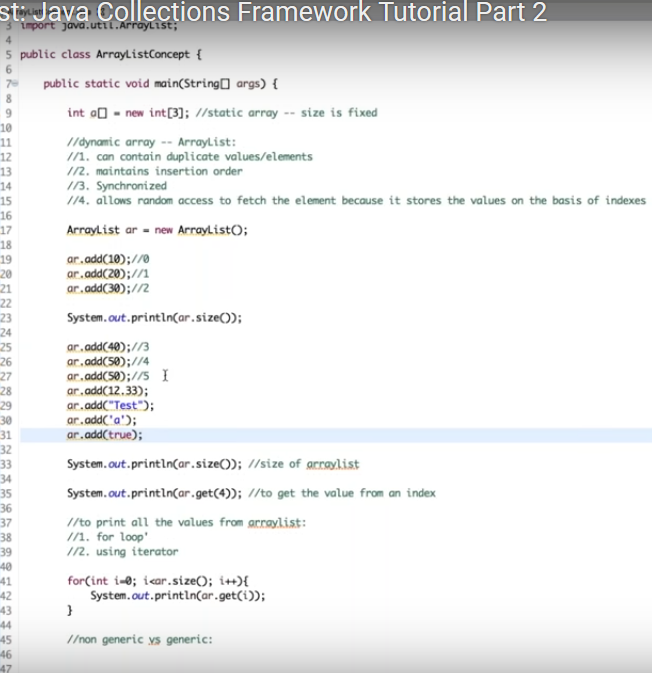 st: Java Collections Framework Tutorial Part 2
3 import java.util.ArrayList;
4
5 public class ArrayListConcept {
6
7 public static void main(String[] args) {
8
9 int a[] = new int[3]; //static array -- size is fixed
10
11 //dynamic array -- ArrayList:
12 //1. can contain duplicate values/elements
13 //2. maintains insertion order
14 //3. Synchronized
15 //4. allows random access to fetch the element because it stores the values on the basis of indexes
16
17 ArrayList ar = new ArrayList();
18
19 ar.add(10);//0
20 ar.add(20);//1
21 ar.add(30);//2
22
23 System.out.println(ar.size());
24
25 ar.add(40);//3
26 ar.add(50);//4
27 ar.add(50);//5
28 ar.add(12.33);
29 ar.add("Test");
30 ar.add('a');
31 ar.add(true);
32
33 System.out.println(ar.size()); //size of arraylist
34
35 System.out.println(ar.get(4)); //to get the value from an index
36
37 //to print all the values from arraylist:
38 //1. for loop'
39 //2. using iterator
40
41 for(int i=0; i<ar.size(); i++){
42 System.out.println(ar.get(i));
43 }
44
45 //non generic vs generic:
46
47